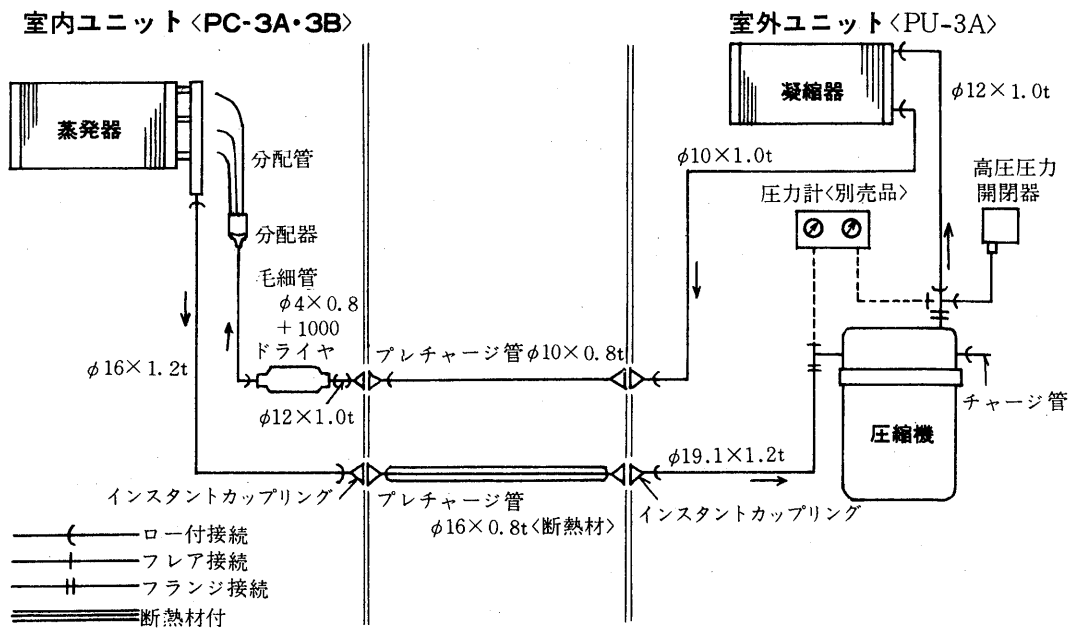 室内ユニット〈PC-3A・3B〉
室外ユニット〈PU-3A〉
蒸発器
分配管
分配器
毛細管
φ4×0.8
+1000
ドライヤ
φ16×1.2t
φ12×1.0t
プレチャージ管φ10×0.8t
インスタントカップリング
プレチャージ管
φ16×0.8t〈断熱材〉
凝縮器
φ12×1.0t
φ10×1.0t
圧力計〈別売品〉
高圧圧力
開閉器
チャージ管
圧縮機
φ19.1×1.2t
インスタントカップリング
ロー付接続
フレア接続
フランジ接続
断熱材付